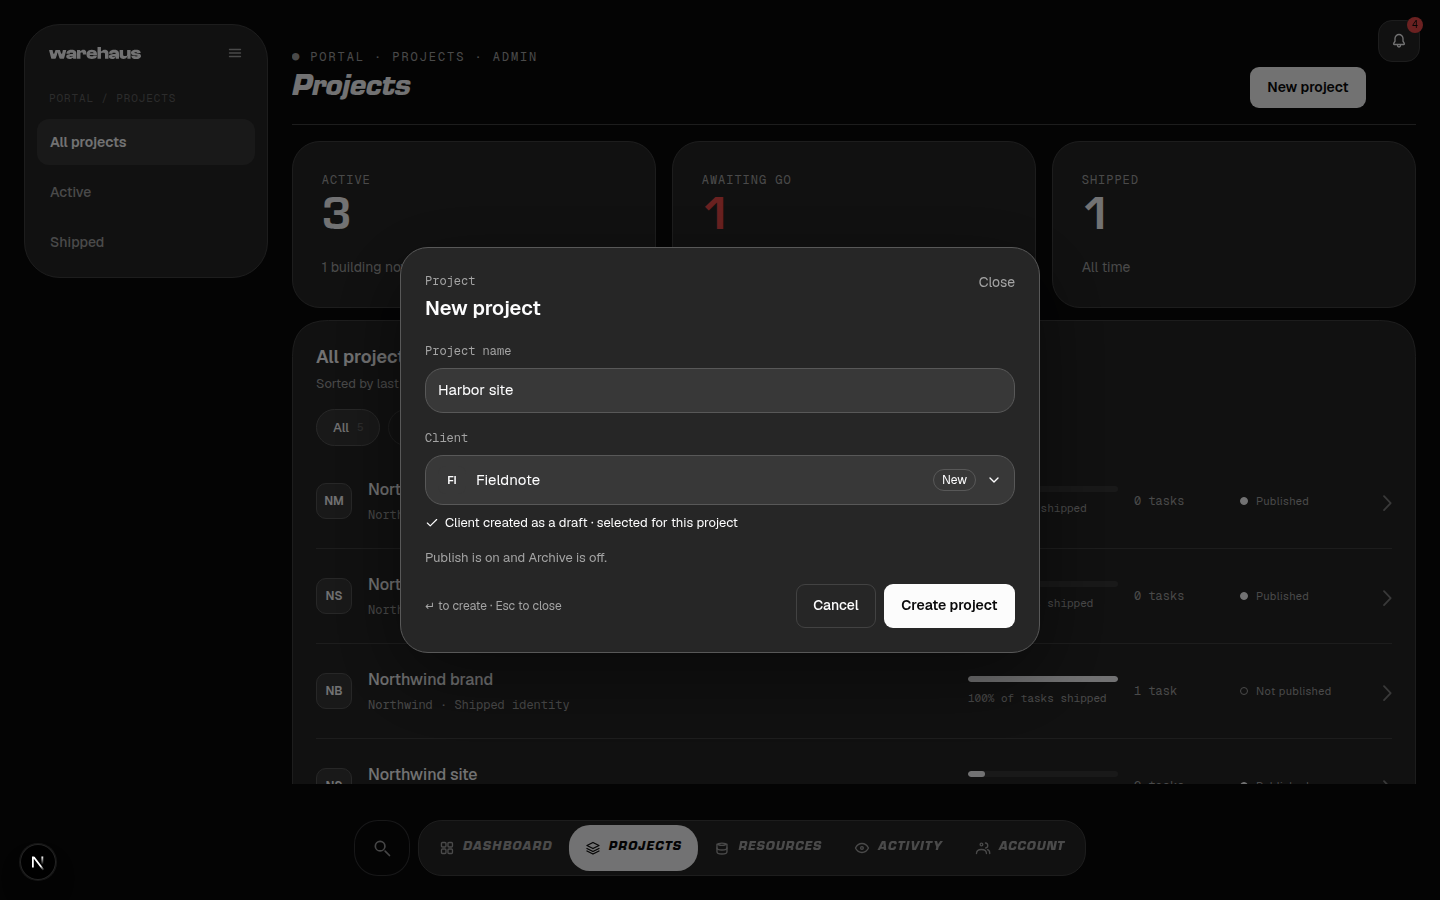 warehaus
PORTAL / PROJECTS
All projects
Active
Shipped
PORTAL · PROJECTS · ADMIN
Projects
New project
4
ACTIVE
3
1 building no
AWAITING GO
1
SHIPPED
1
All time
All project
Sorted by last
All 5
Project
New project
Close
Project name
Harbor site
Client
FI Fieldnote New
Client created as a draft · selected for this project
Publish is on and Archive is off.
↵ to create · Esc to close
Cancel
Create project
NM Nort
North
shipped
0 tasks
Published
NS Nort
North
shipped
0 tasks
Published
NB Northwind brand
Northwind · Shipped identity
100% of tasks shipped
1 task
Not published
Northwind site
N
DASHBOARD
PROJECTS
RESOURCES
ACTIVITY
ACCOUNT